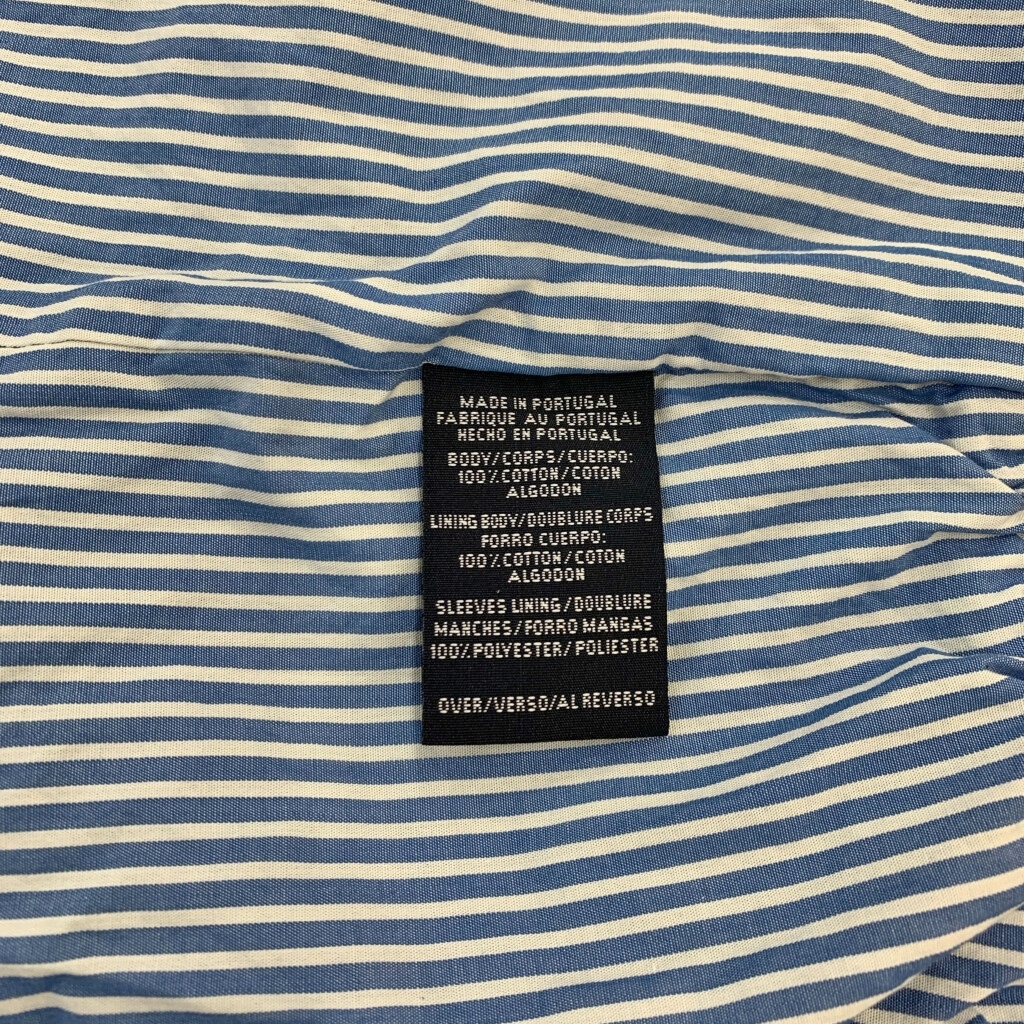 MADE IN PORTUGAL
FABRIQUE AU PORTUGAL
HECHO EN PORTUGAL
BODY/CORPS/CUERPO:
100% COTTON/COTON
ALGODON
LINING BODY/DOUBLURE CORPS
FORRO CUERPO:
100% COTTON/COTON
ALGODON
SLEEVES LINING/DOUBLURE
MANCHES/FORRO MANGAS
100% POLYESTER/POLIESTER
OVER/VERSO/AL REVERSO